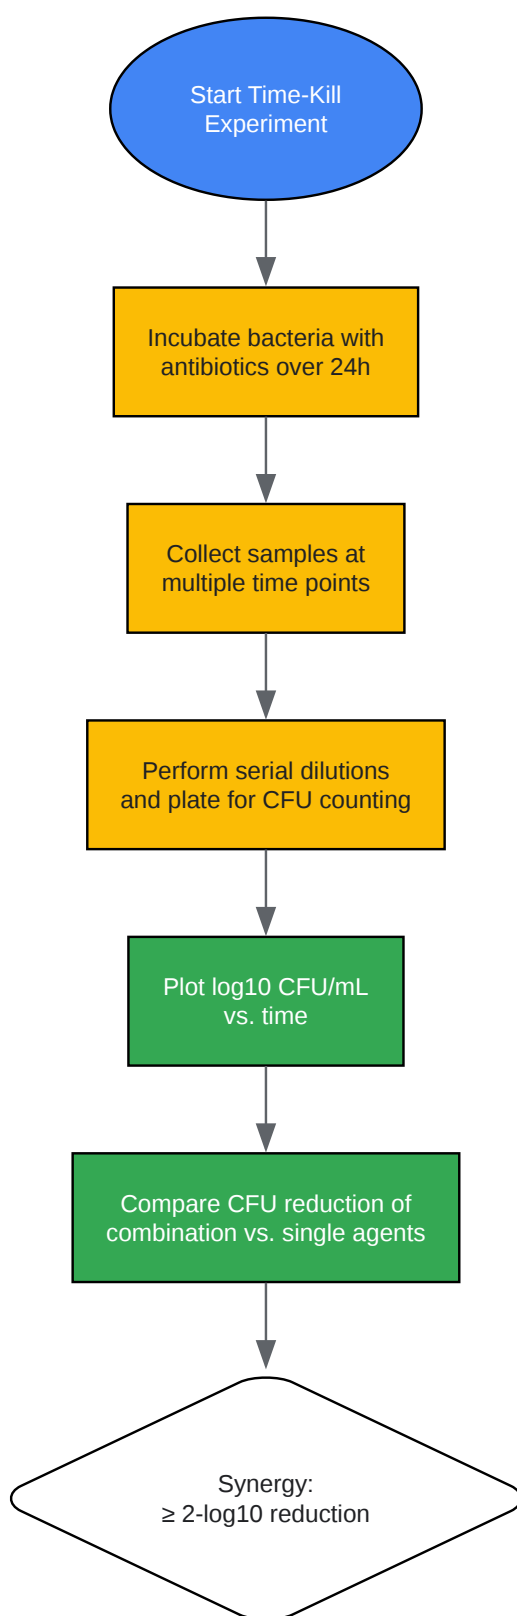 Start Time-Kill
Experiment
Incubate bacteria with
antibiotics over 24h
Collect samples at
multiple time points
Perform serial dilutions
and plate for CFU counting
Plot log10 CFU/mL
vs. time
Compare CFU reduction of
combination vs. single agents
Synergy:
≥ 2-log10 reduction